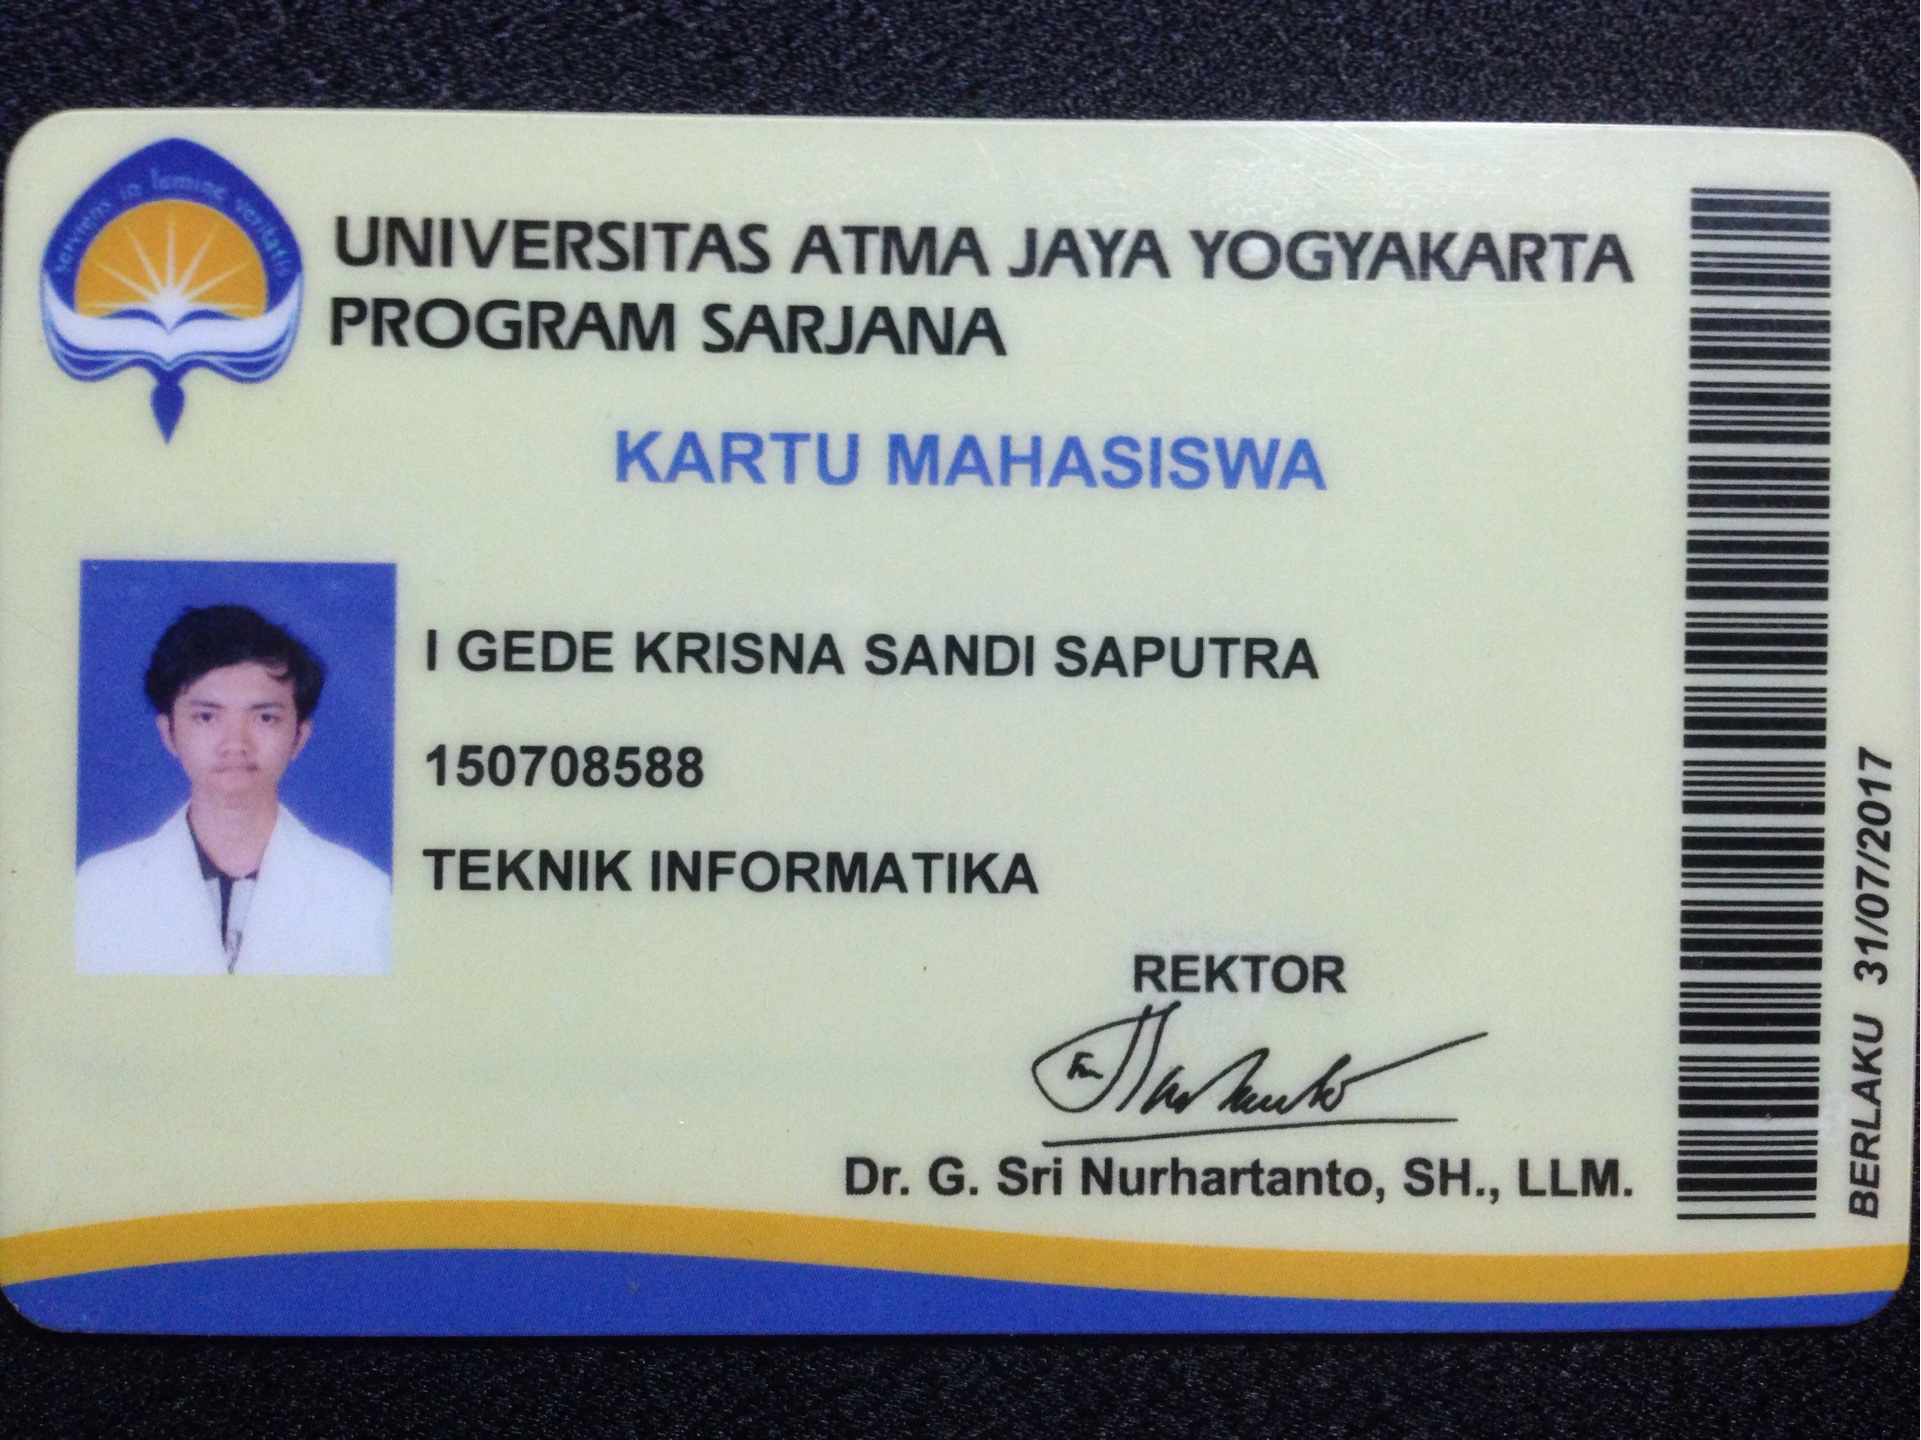 serviens in lumine veritatis
UNIVERSITAS ATMA JAYA YOGYAKARTA
PROGRAM SARJANA
KARTU MAHASISWA
I GEDE KRISNA SANDI SAPUTRA
150708588
TEKNIK INFORMATIKA
REKTOR
Dr. G. Sri Nurhartanto, SH., LLM.
BERLAKU 31/07/2017